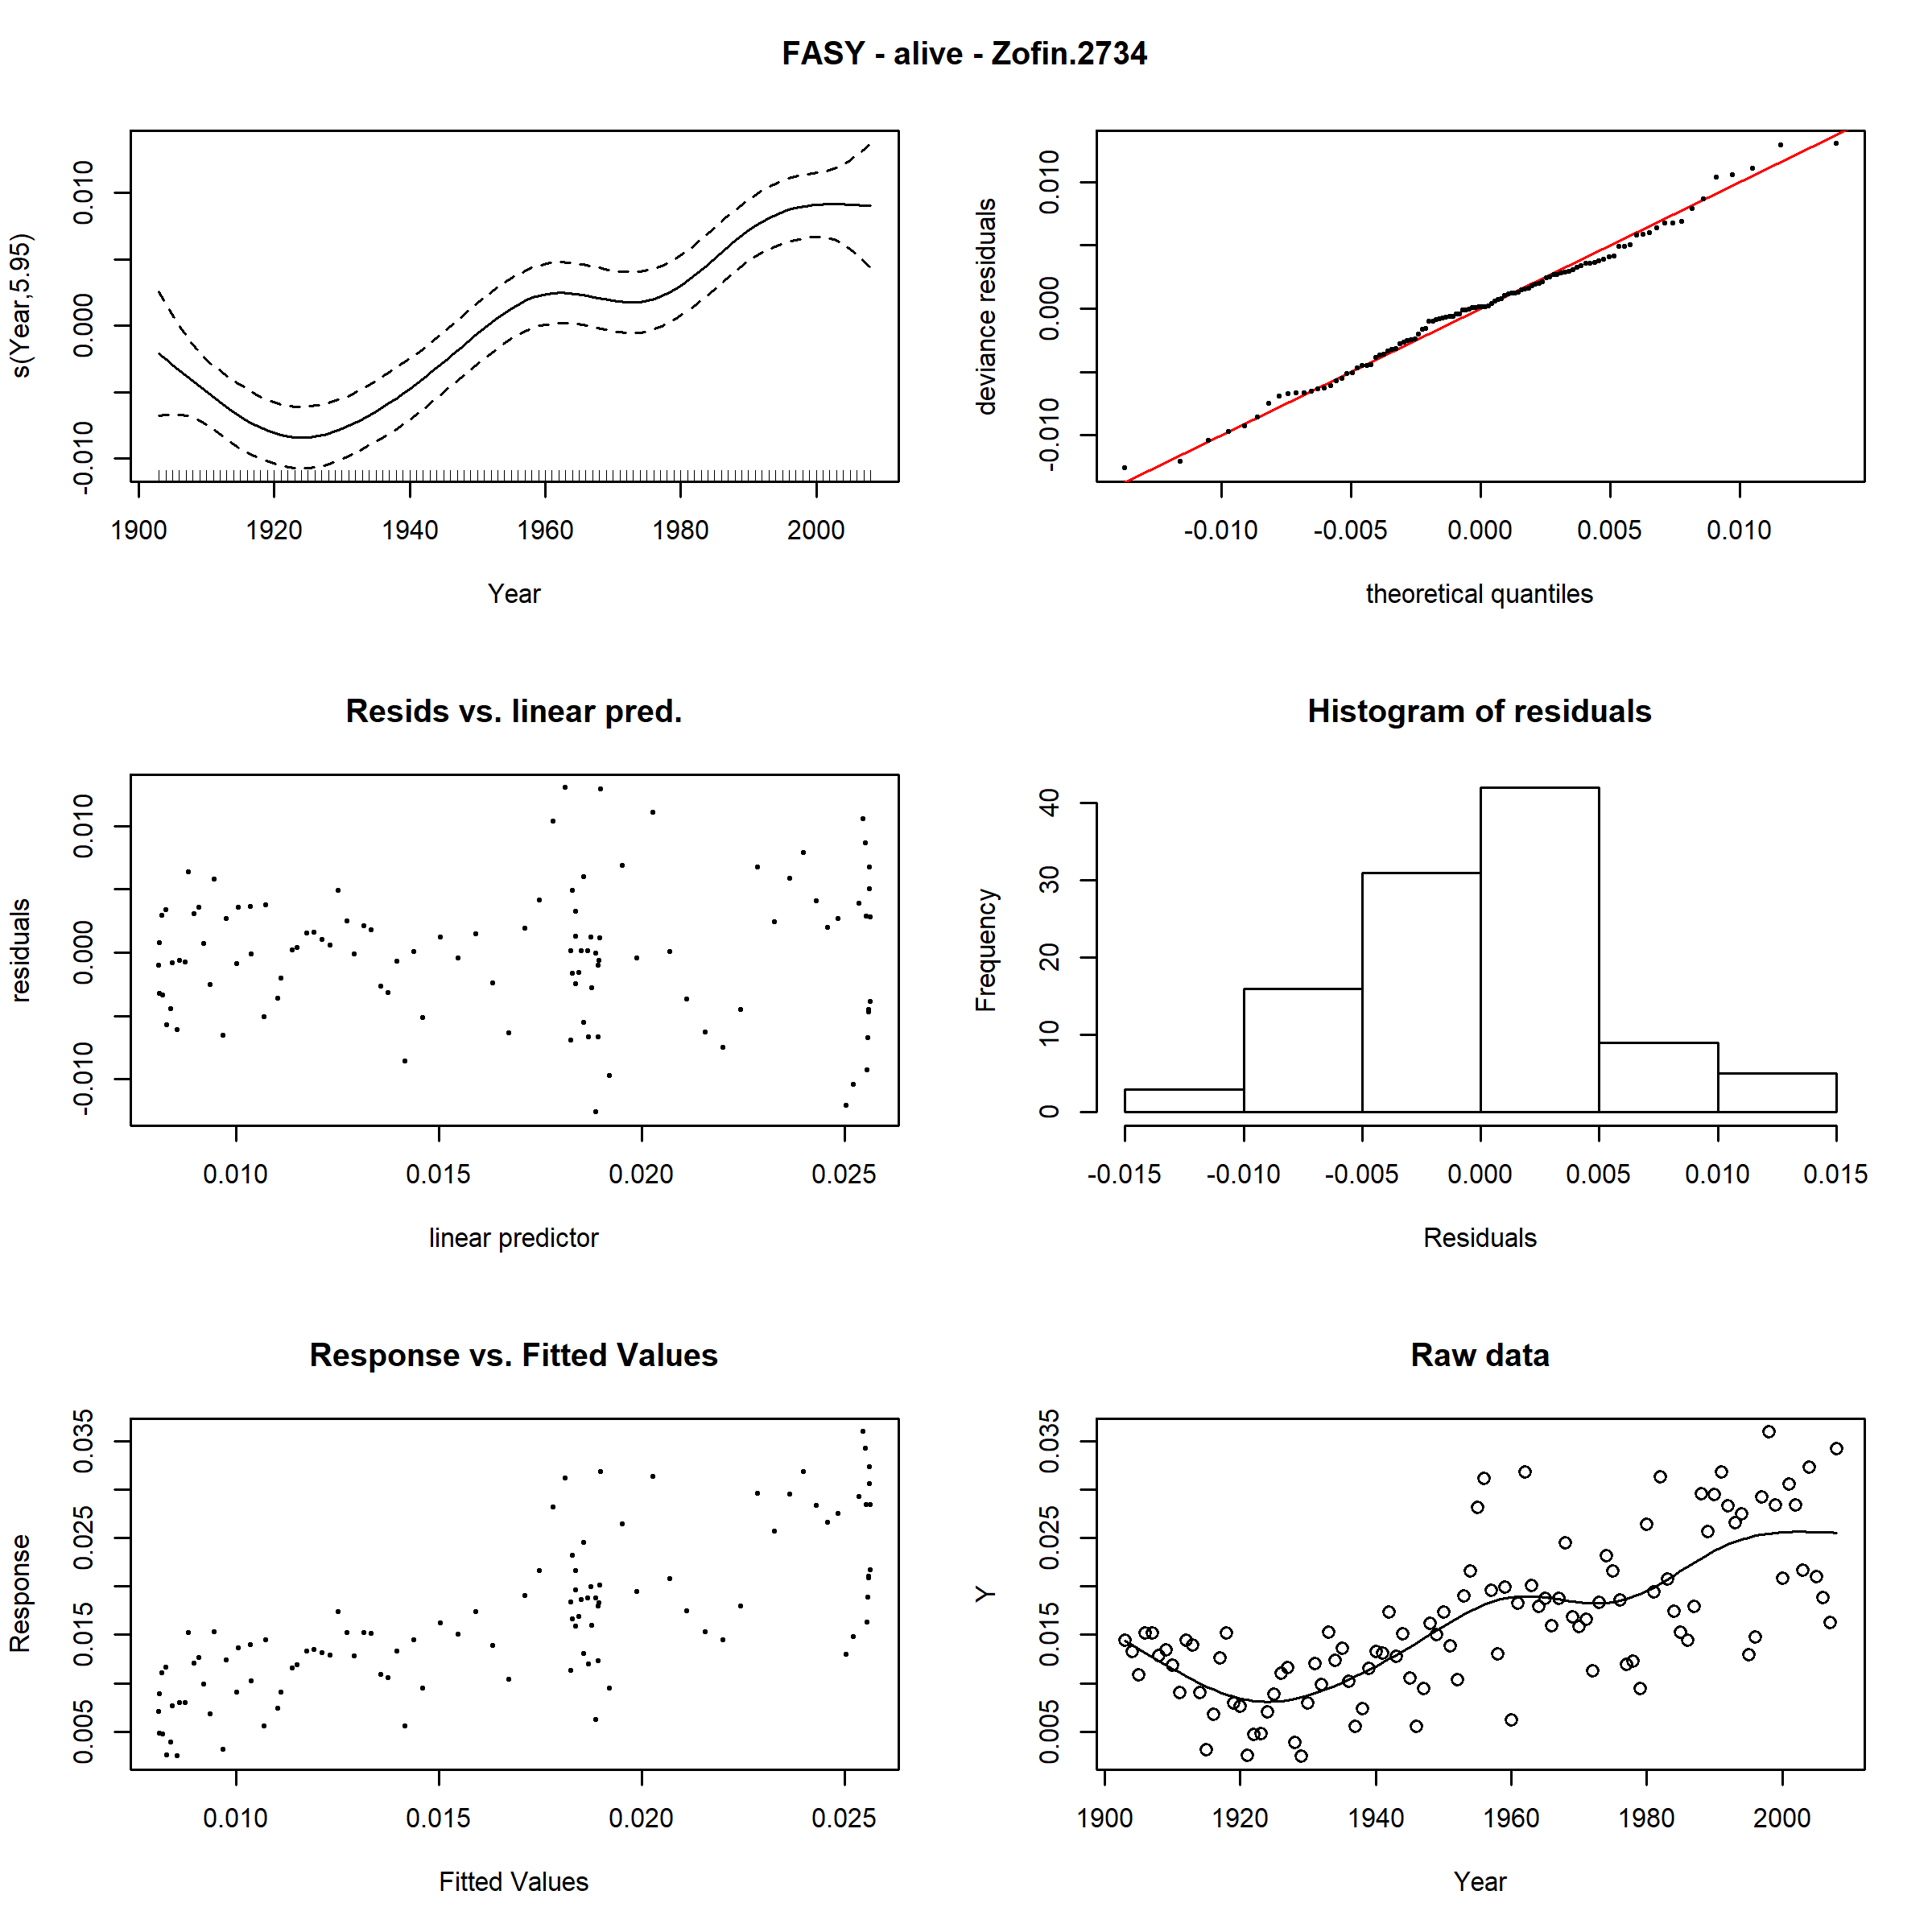 FASY - alive - Zofin.2734
s(Year,5.95)
-0.010 0.000 0.010
1900 1920 1940 1960 1980 2000
Year
deviance residuals
-0.010 0.000 0.010
-0.010 -0.005 0.000 0.005 0.010
theoretical quantiles
Resids vs. linear pred.
residuals
-0.010 0.000 0.010
0.010 0.015 0.020 0.025
linear predictor
Histogram of residuals
Frequency
0 10 20 30 40
-0.015 -0.010 -0.005 0.000 0.005 0.010 0.015
Residuals
Response vs. Fitted Values
Response
0.005 0.015 0.025 0.035
0.010 0.015 0.020 0.025
Fitted Values
Raw data
Y
0.005 0.015 0.025 0.035
1900 1920 1940 1960 1980 2000
Year